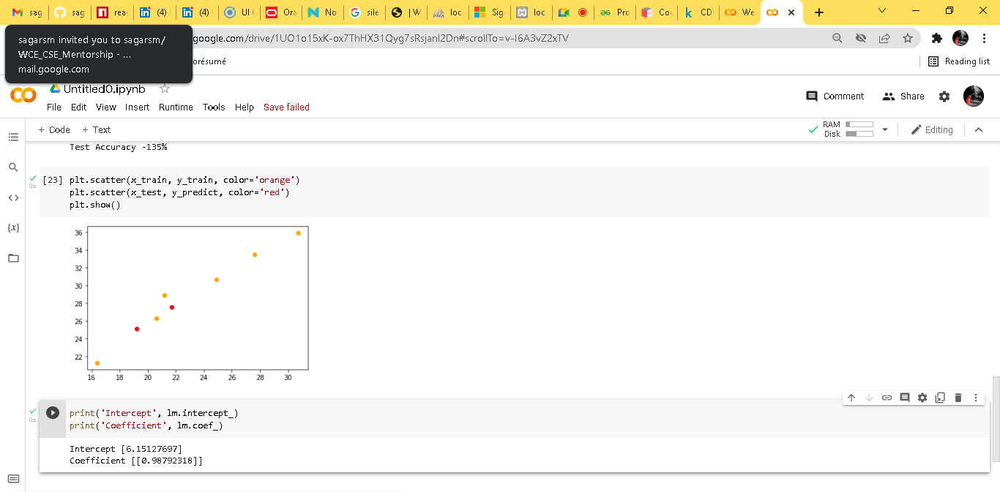 sag
sag
rea
(4)
(4)
UI
Ora
No
sile
| W
loc
Sig
loc
Pro
Co
CD
We
sagarsm invited you to sagarsm/
WCE_CSE_Mentorship - ...
mail.google.com
google.com/drive/1UO1o15xK-ox7ThHX31Qyg7sRsjanI2Dn#scrollTo=v-I6A3vZ2xTV
orésumé
Reading list
Untitled0.ipynb
File Edit View Insert Runtime Tools Help Save failed
Comment Share
+ Code + Text
RAM
Disk
Editing
Test Accuracy -135%
[23] plt.scatter(x_train, y_train, color='orange')
plt.scatter(x_test, y_predict, color='red')
plt.show()
0s
36
34
32
30
28
26
24
22
16 18 20 22 24 26 28 30
print('Intercept', lm.intercept_)
0s
print('Coefficient', lm.coef_)
Intercept [6.15127697]
Coefficient [[0.98792318]]